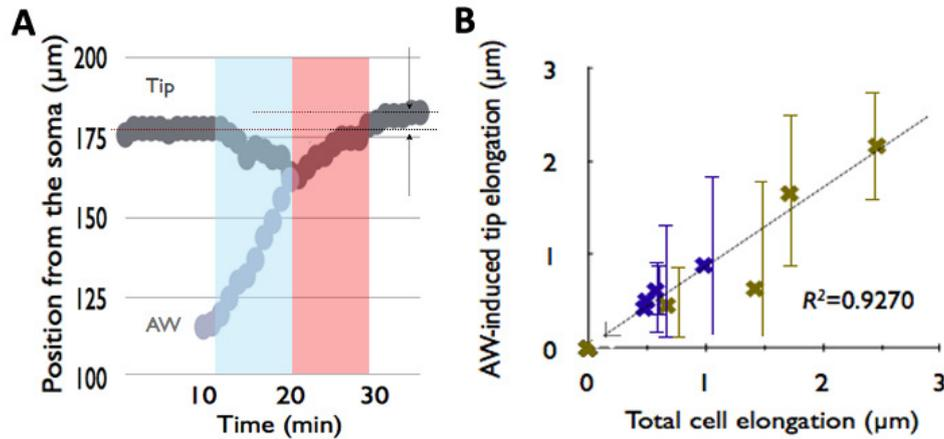 A
Position from the soma (µm)
200
175
150
125
100
Tip
AW
10 20 30
Time (min)
B
AW-induced tip elongation (µm)
3
2
1
0
R²=0.9270
0 1 2 3
Total cell elongation (µm)